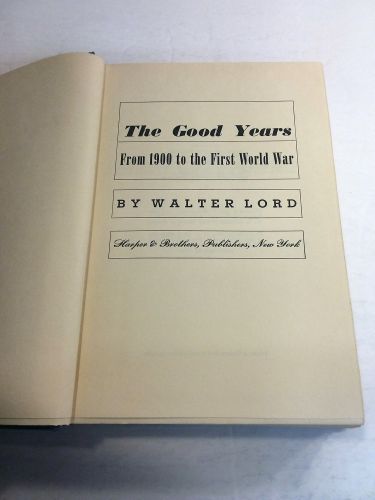 The Good Years
From 1900 to the First World War
BY WALTER LORD
Harper & Brothers, Publishers, New York